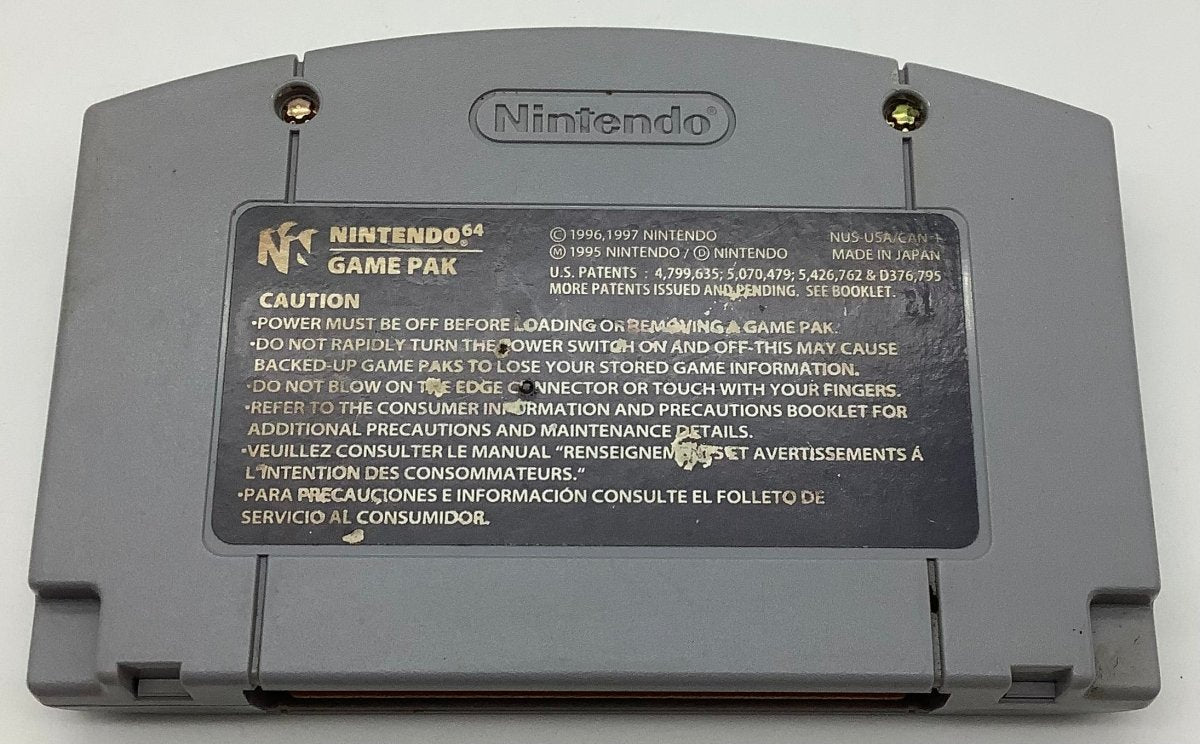 Nintendo®
NINTENDO64
GAME PAK
© 1996,1997 NINTENDO
Ⓜ 1995 NINTENDO / Ⓓ NINTENDO
U.S. PATENTS : 4,799,635; 5,070,479; 5,426,762 & D376,795
MORE PATENTS ISSUED AND PENDING. SEE BOOKLET.
NUS-USA/CAN-1
MADE IN JAPAN
CAUTION
•POWER MUST BE OFF BEFORE LOADING OR REMOVING A GAME PAK.
•DO NOT RAPIDLY TURN THE POWER SWITCH ON AND OFF-THIS MAY CAUSE
BACKED-UP GAME PAKS TO LOSE YOUR STORED GAME INFORMATION.
•DO NOT BLOW ON THE EDGE CONNECTOR OR TOUCH WITH YOUR FINGERS.
•REFER TO THE CONSUMER INFORMATION AND PRECAUTIONS BOOKLET FOR
ADDITIONAL PRECAUTIONS AND MAINTENANCE DETAILS.
•VEUILLEZ CONSULTER LE MANUAL "RENSEIGNEMENTS ET AVERTISSEMENTS Á
L'INTENTION DES CONSOMMATEURS."
•PARA PRECAUCIONES E INFORMACIÓN CONSULTE EL FOLLETO DE
SERVICIO AL CONSUMIDOR.